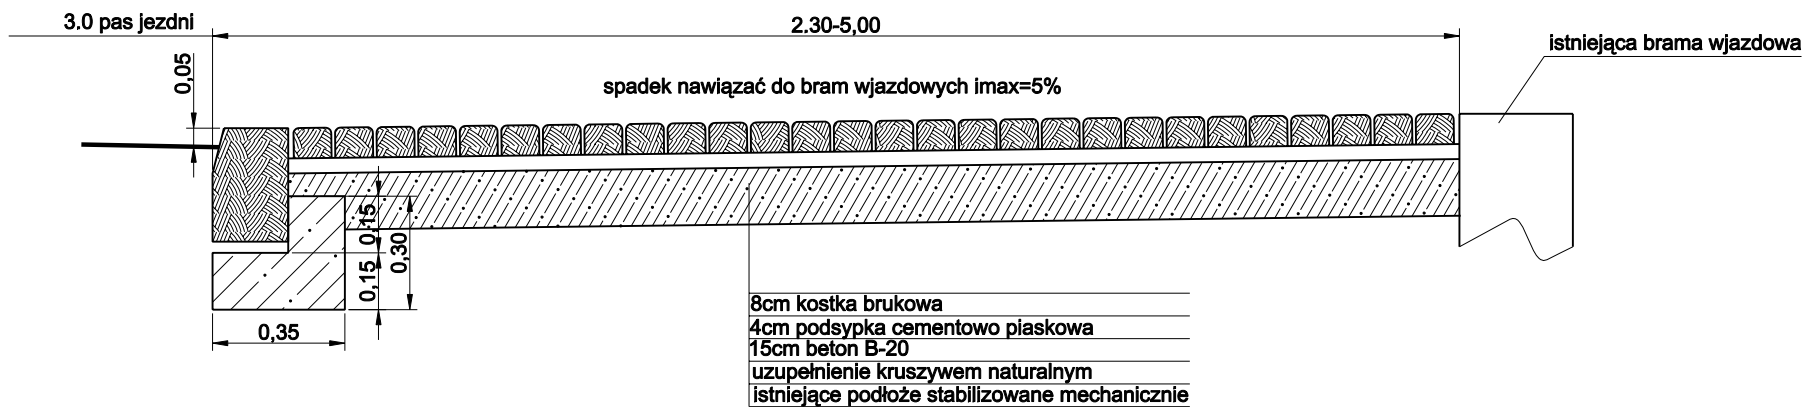 3.0 pas jezdni
2.30-5,00
istniejąca brama wjazdowa
0,05
spadek nawiązać do bram wjazdowych imax=5%
0,15
0,30
0,15
0,35
8cm kostka brukowa
4cm podsypka cementowo piaskowa
15cm beton B-20
uzupełnienie kruszywem naturalnym
istniejące podłoże stabilizowane mechanicznie